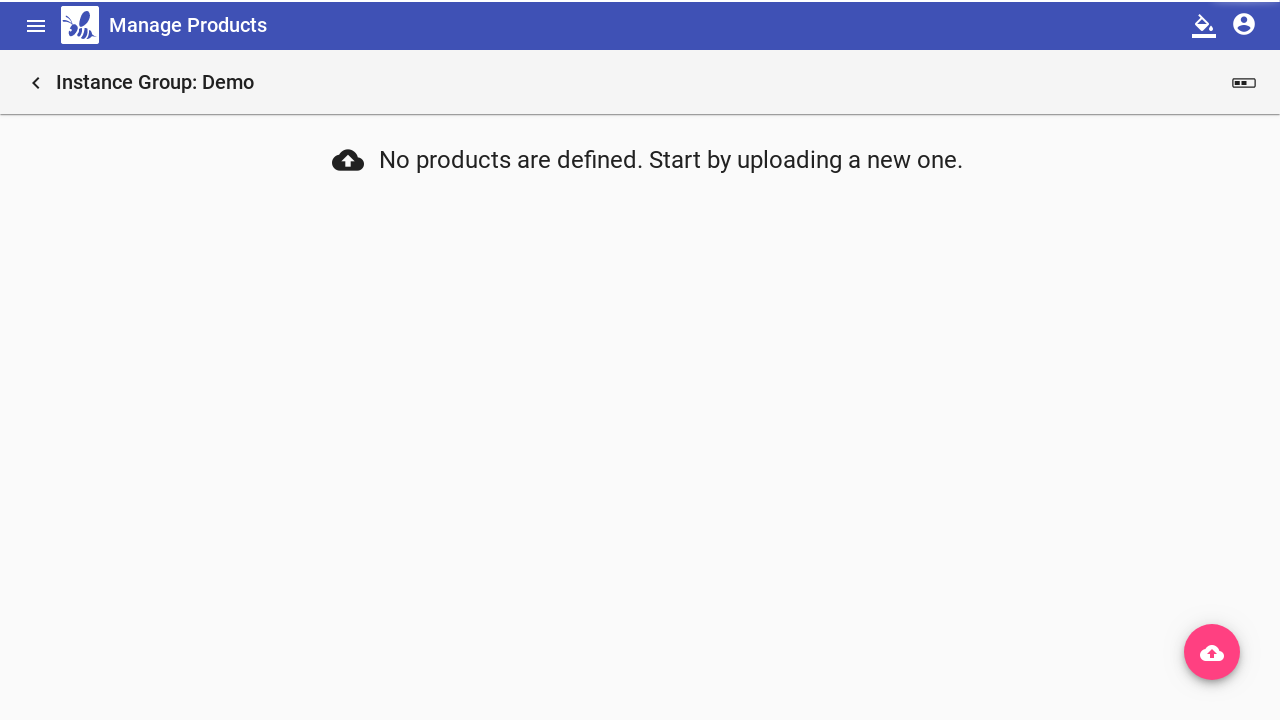 Manage Products
Instance Group: Demo
No products are defined. Start by uploading a new one.